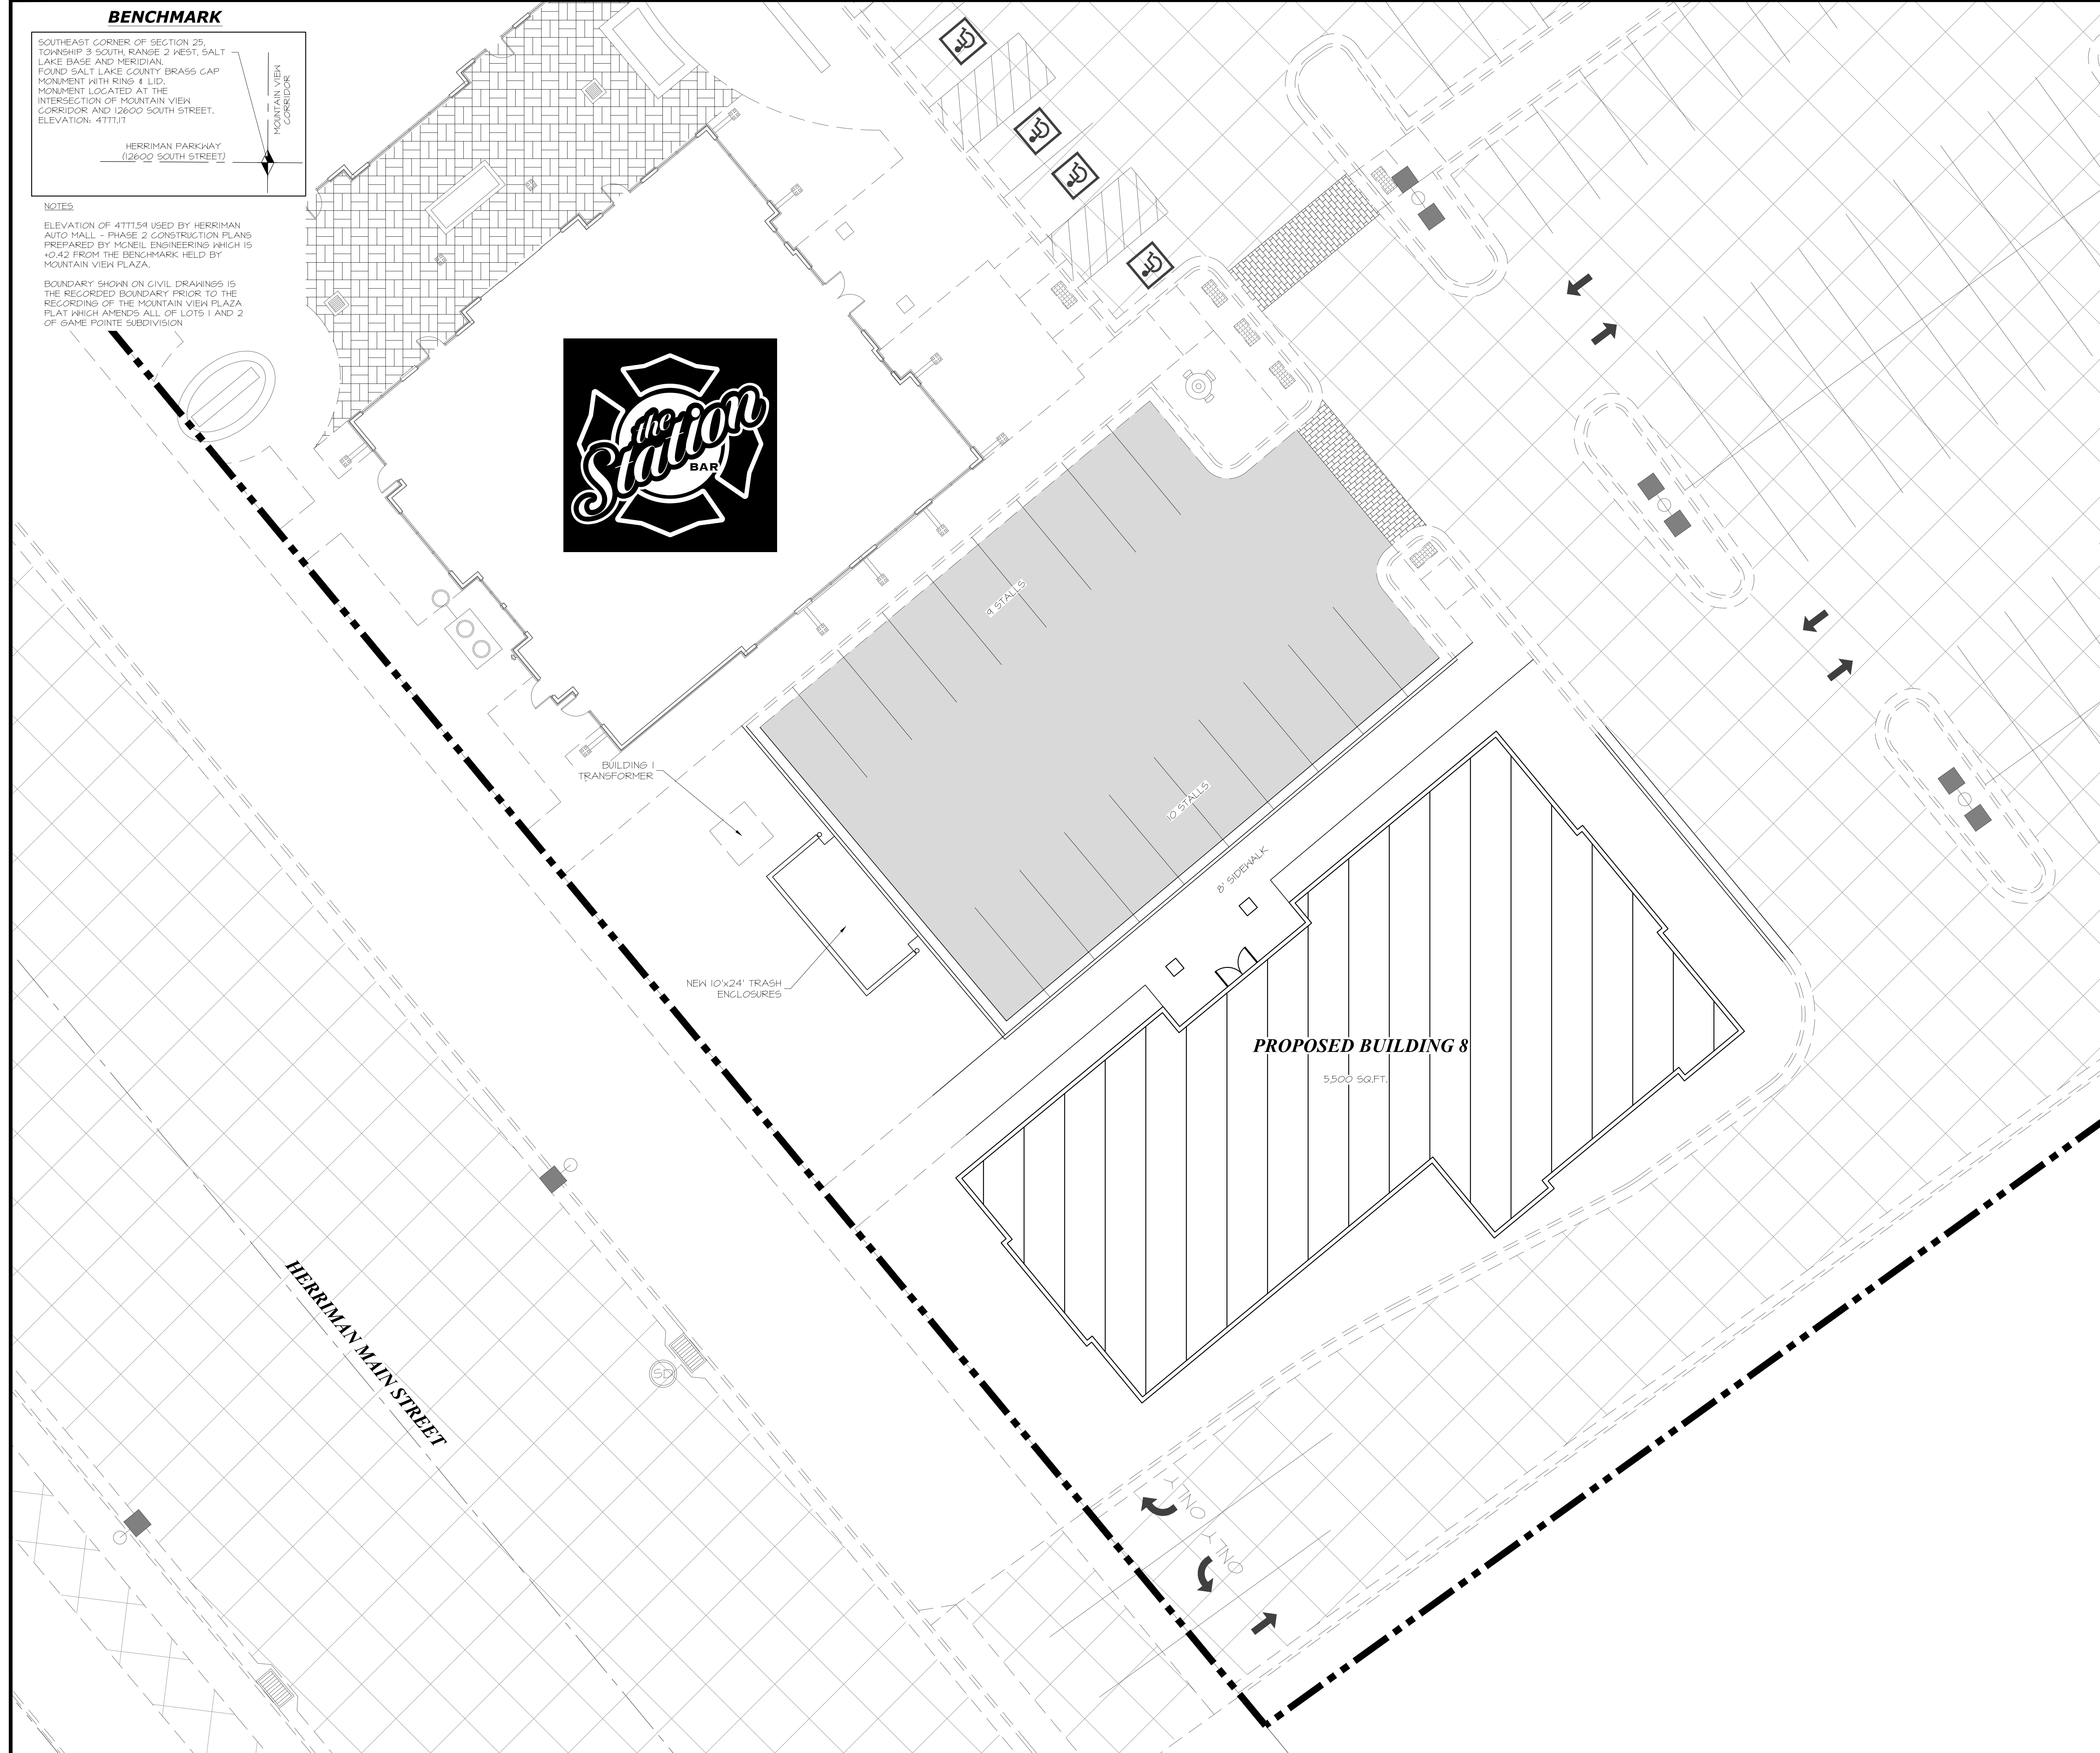 BENCHMARK
SOUTHEAST CORNER OF SECTION 25,
TOWNSHIP 3 SOUTH, RANGE 2 WEST, SALT
LAKE BASE AND MERIDIAN.
FOUND SALT LAKE COUNTY BRASS CAP
MONUMENT WITH RING & LID.
MONUMENT LOCATED AT THE
INTERSECTION OF MOUNTAIN VIEW
CORRIDOR AND 12600 SOUTH STREET.
ELEVATION: 4777.17
MOUNTAIN VIEW
CORRIDOR
HERRIMAN PARKWAY
(12600 SOUTH STREET)
NOTES
ELEVATION OF 4777.59 USED BY HERRIMAN
AUTO MALL - PHASE 2 CONSTRUCTION PLANS
PREPARED BY MCNEIL ENGINEERING WHICH IS
+0.42 FROM THE BENCHMARK HELD BY
MOUNTAIN VIEW PLAZA.
BOUNDARY SHOWN ON CIVIL DRAWINGS IS
THE RECORDED BOUNDARY PRIOR TO THE
RECORDING OF THE MOUNTAIN VIEW PLAZA
PLAT WHICH AMENDS ALL OF LOTS 1 AND 2
OF GAME POINTE SUBDIVISION
the
Station
BAR
9 STALLS
BUILDING 1
TRANSFORMER
10 STALLS
8' SIDEWALK
NEW 10'x24' TRASH
ENCLOSURES
PROPOSED BUILDING 8
5,500 SQ.FT.
HERRIMAN MAIN STREET
SD
ONLY
ONLY